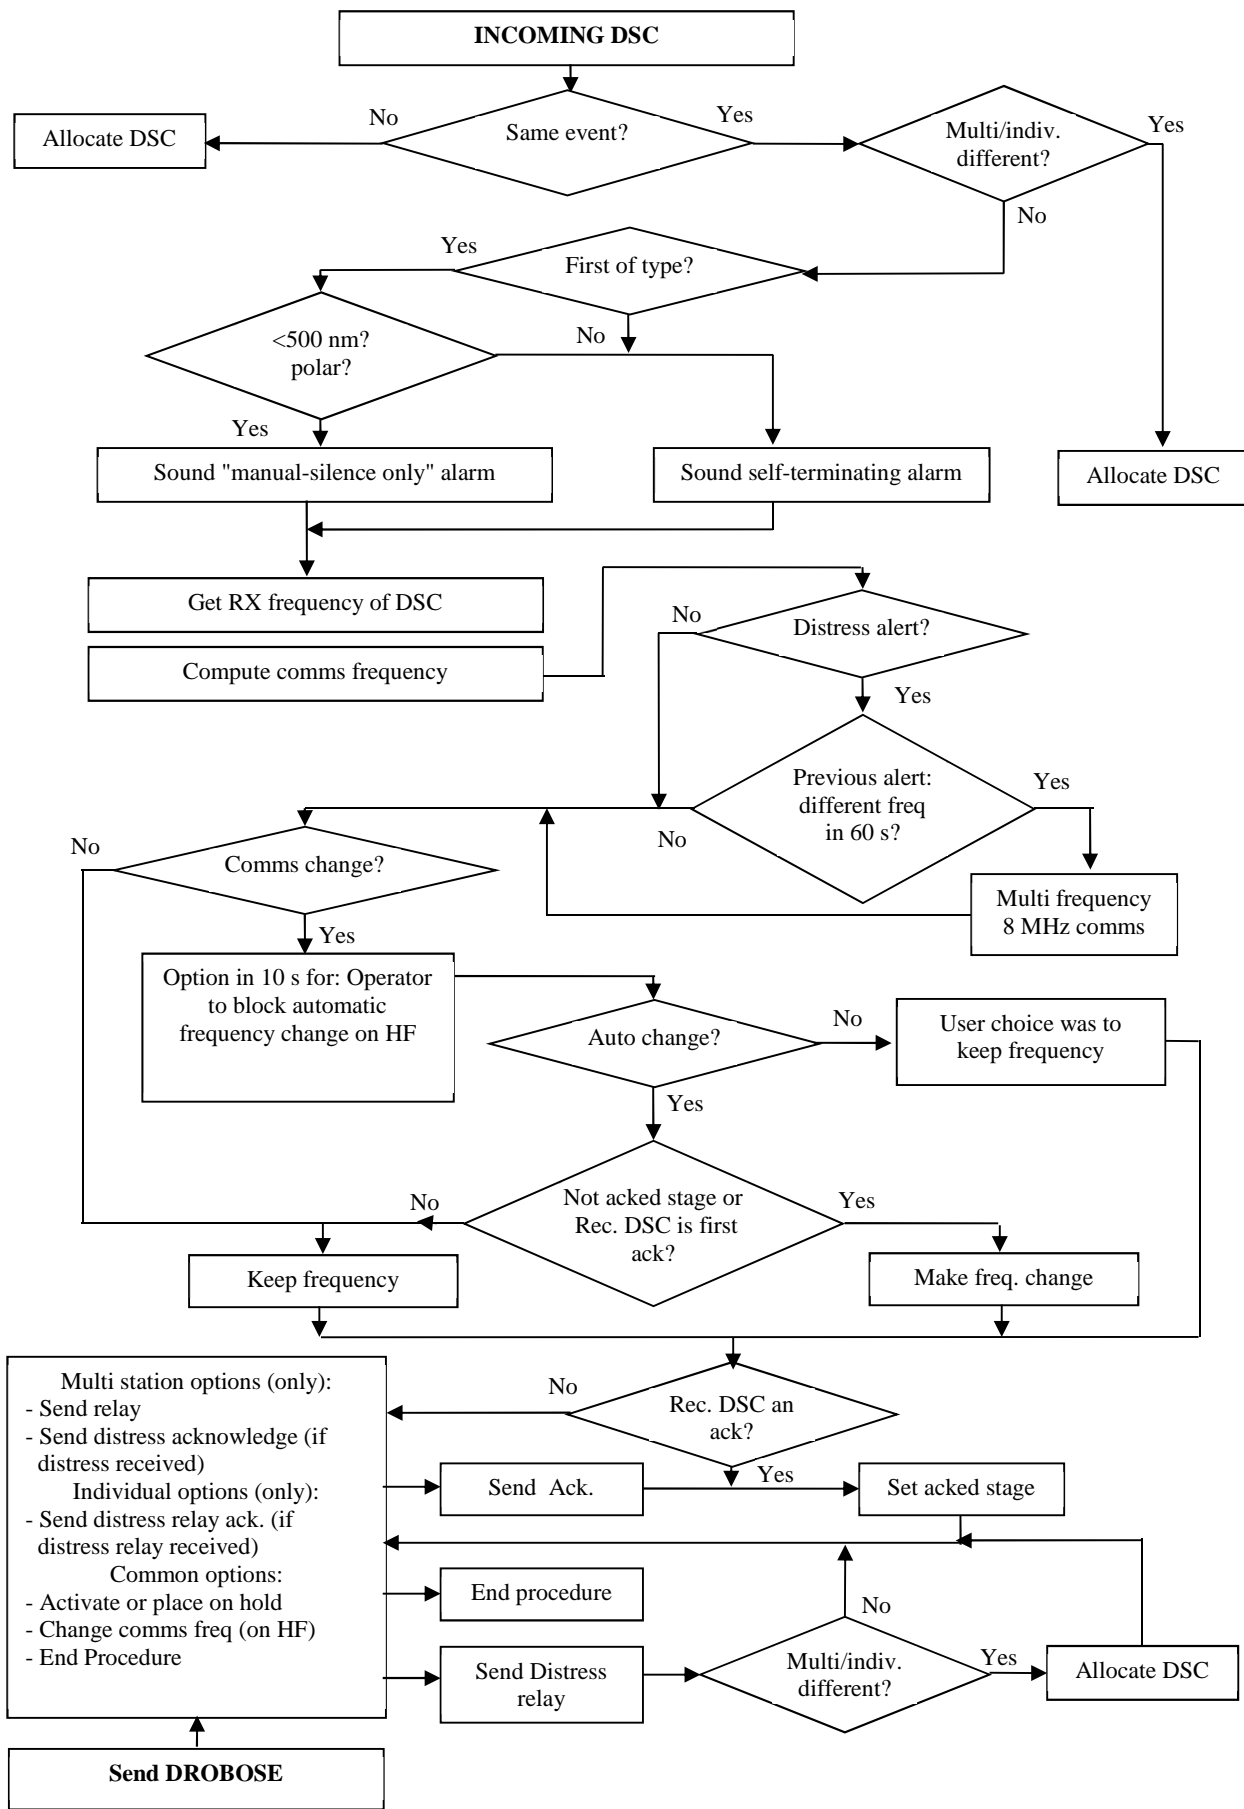 INCOMING DSC
No
Yes
Same event?
Allocate DSC
Multi/indiv.
different?
Yes
No
Yes
First of type?
No
<500 nm?
polar?
Yes
Sound "manual-silence only" alarm
Sound self-terminating alarm
Allocate DSC
Get RX frequency of DSC
Compute comms frequency
No
Distress alert?
Yes
Previous alert:
different freq
in 60 s?
Yes
No
No
Comms change?
Multi frequency
8 MHz comms
Yes
Option in 10 s for: Operator
to block automatic
frequency change on HF
Auto change?
No
User choice was to
keep frequency
Yes
No
Not acked stage or
Rec. DSC is first
ack?
Yes
Keep frequency
Make freq. change
Multi station options (only):
- Send relay
- Send distress acknowledge (if
distress received)
Individual options (only):
- Send distress relay ack. (if
distress relay received)
Common options:
- Activate or place on hold
- Change comms freq (on HF)
- End Procedure
No
Rec. DSC an
ack?
Yes
Send Ack.
Set acked stage
End procedure
No
Send Distress
relay
Multi/indiv.
different?
Yes
Allocate DSC
Send DROBOSE